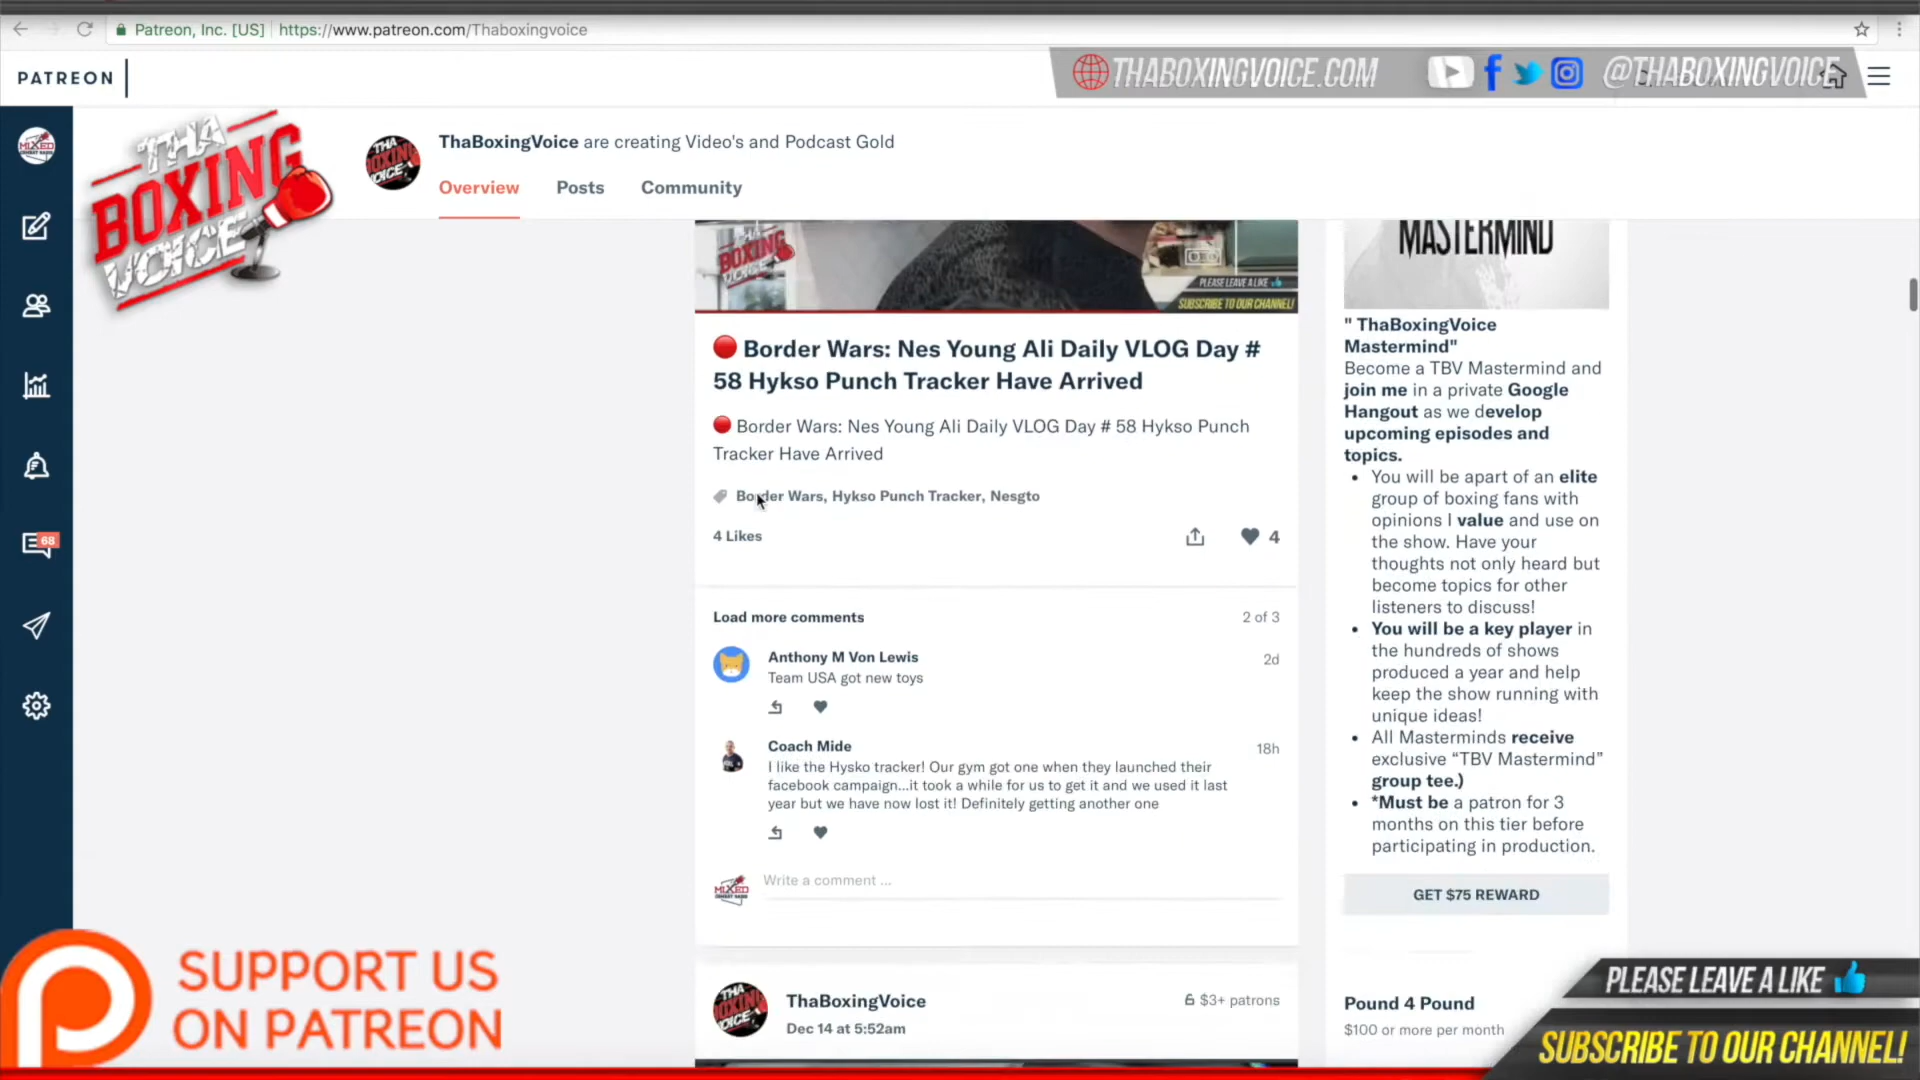 Patreon, Inc. [US] https://www.patreon.com/Thaboxingvoice
PATREON
THABOXINGVOICE.COM @THABOXINGVOICE
MIXED
THA BOXING VOICE
ThaBoxingVoice are creating Video's and Podcast Gold
Overview Posts Community
THA BOXING VOICE
PLEASE LEAVE A LIKE
SUBSCRIBE TO OUR CHANNEL!
MASTERMIND
🔴 Border Wars: Nes Young Ali Daily VLOG Day #
58 Hykso Punch Tracker Have Arrived
🔴 Border Wars: Nes Young Ali Daily VLOG Day # 58 Hykso Punch
Tracker Have Arrived
Border Wars, Hykso Punch Tracker, Nesgto
4 Likes
4
Load more comments 2 of 3
Anthony M Von Lewis 2d
Team USA got new toys
Coach Mide 18h
I like the Hysko tracker! Our gym got one when they launched their
facebook campaign...it took a while for us to get it and we used it last
year but we have now lost it! Definitely getting another one
MIXED
Write a comment ...
THA BOXING VOICE
ThaBoxingVoice $3+ patrons
Dec 14 at 5:52am
" ThaBoxingVoice
Mastermind"
Become a TBV Mastermind and
join me in a private Google
Hangout as we develop
upcoming episodes and
topics.
• You will be apart of an elite
group of boxing fans with
opinions I value and use on
the show. Have your
thoughts not only heard but
become topics for other
listeners to discuss!
• You will be a key player in
the hundreds of shows
produced a year and help
keep the show running with
unique ideas!
• All Masterminds receive
exclusive “TBV Mastermind”
group tee.)
• *Must be a patron for 3
months on this tier before
participating in production.
GET $75 REWARD
Pound 4 Pound
$100 or more per month
68
SUPPORT US
ON PATREON
PLEASE LEAVE A LIKE
SUBSCRIBE TO OUR CHANNEL!